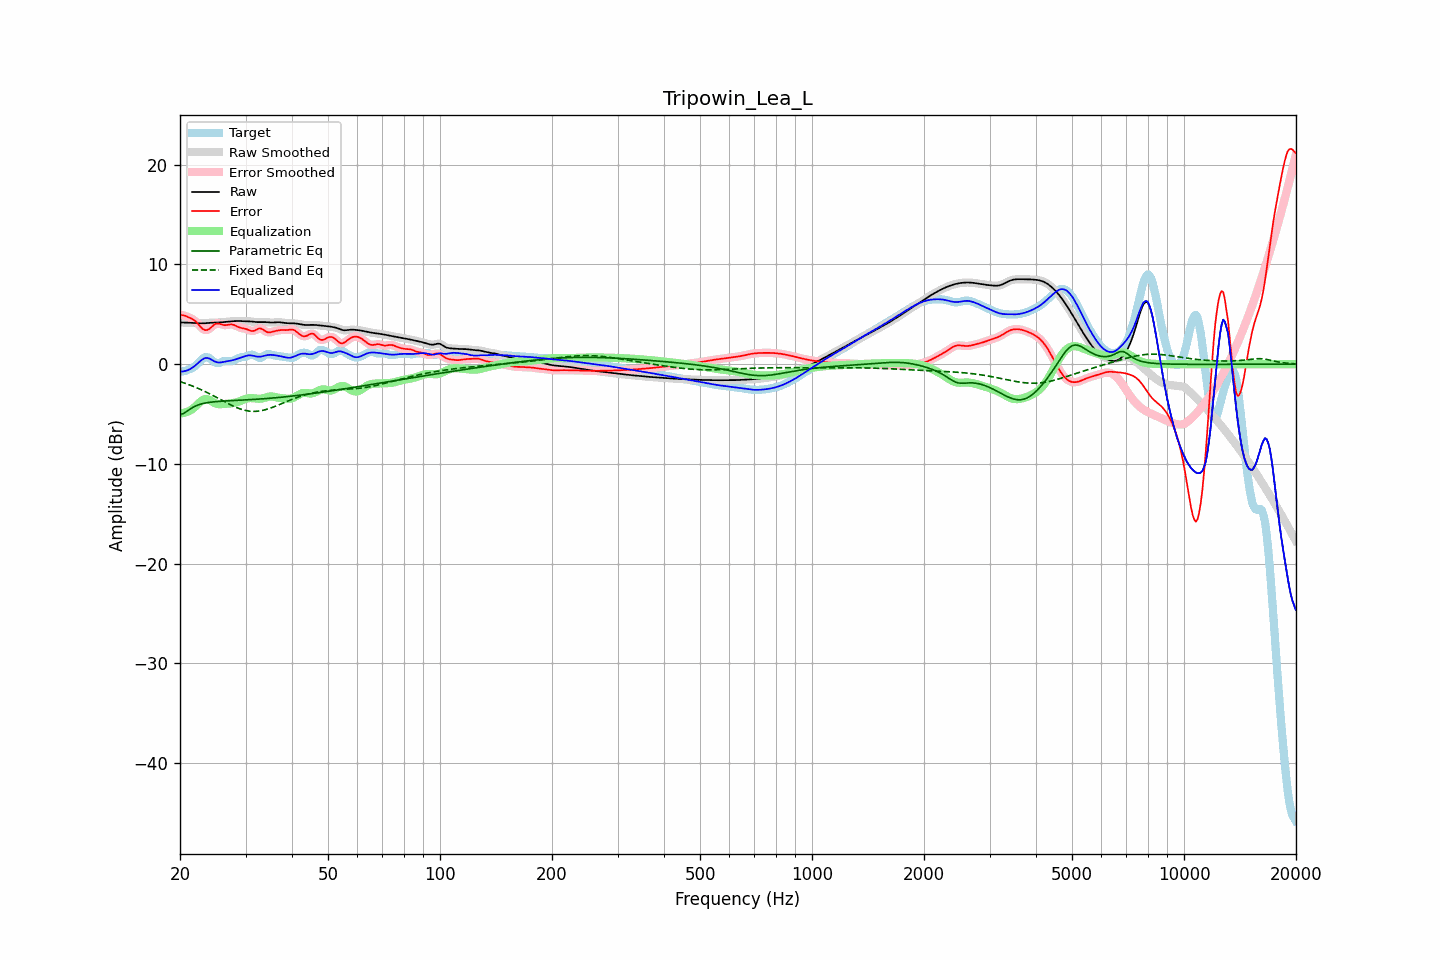 Tripowin_Lea_L
Target
Raw Smoothed
Error Smoothed
Raw
Error
Equalization
Parametric Eq
Fixed Band Eq
Equalized
20
10
0
−10
−20
−30
−40
Amplitude (dBr)
20
50
100
200
500
1000
2000
5000
10000
20000
Frequency (Hz)